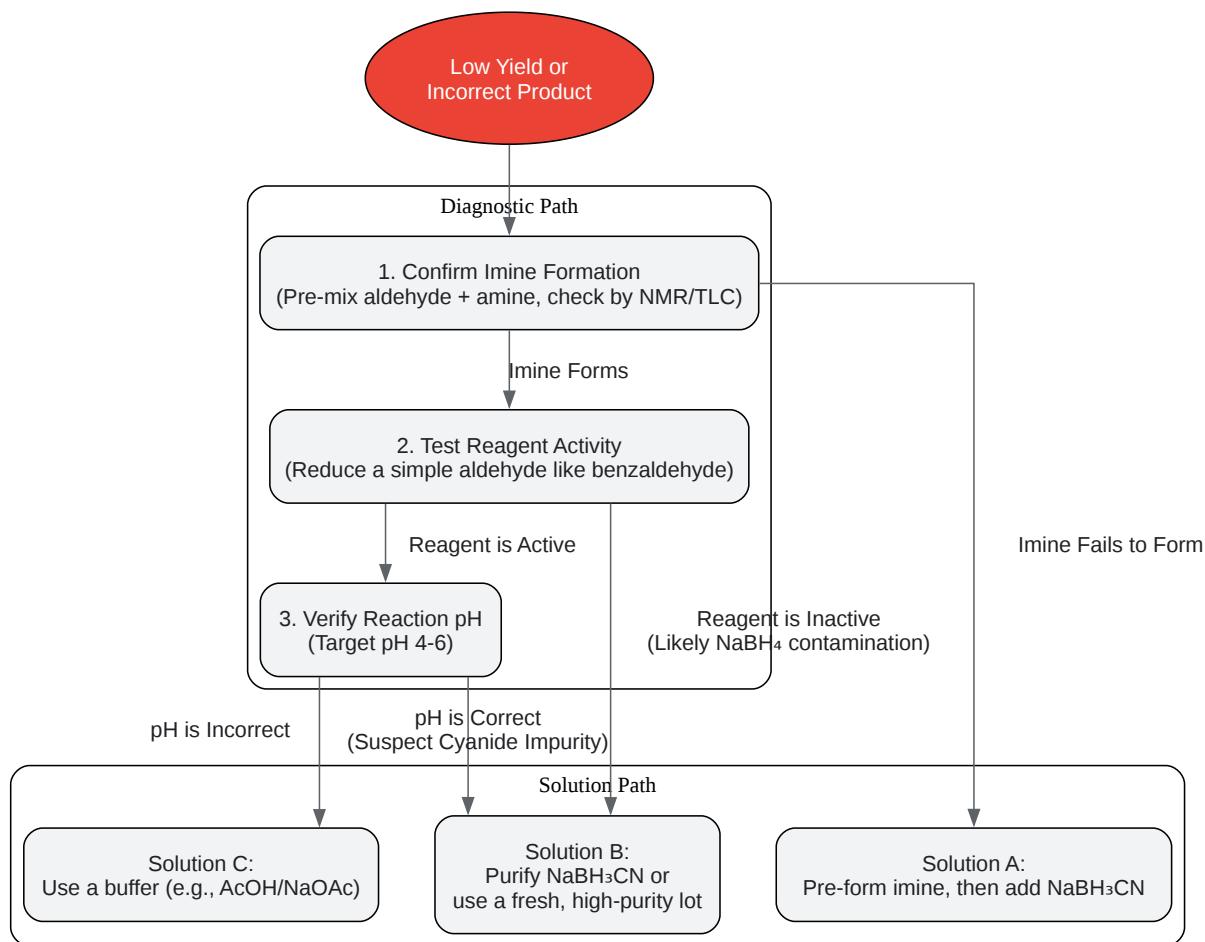 Low Yield or
Incorrect Product
Diagnostic Path
1. Confirm Imine Formation
(Pre-mix aldehyde + amine, check by NMR/TLC)
Imine Forms
2. Test Reagent Activity
(Reduce a simple aldehyde like benzaldehyde)
Reagent is Active
Imine Fails to Form
3. Verify Reaction pH
(Target pH 4-6)
Reagent is Inactive
(Likely NaBH₄ contamination)
pH is Incorrect
pH is Correct
(Suspect Cyanide Impurity)
Solution Path
Solution C:
Use a buffer (e.g., AcOH/NaOAc)
Solution B:
Purify NaBH₃CN or
use a fresh, high-purity lot
Solution A:
Pre-form imine, then add NaBH₃CN